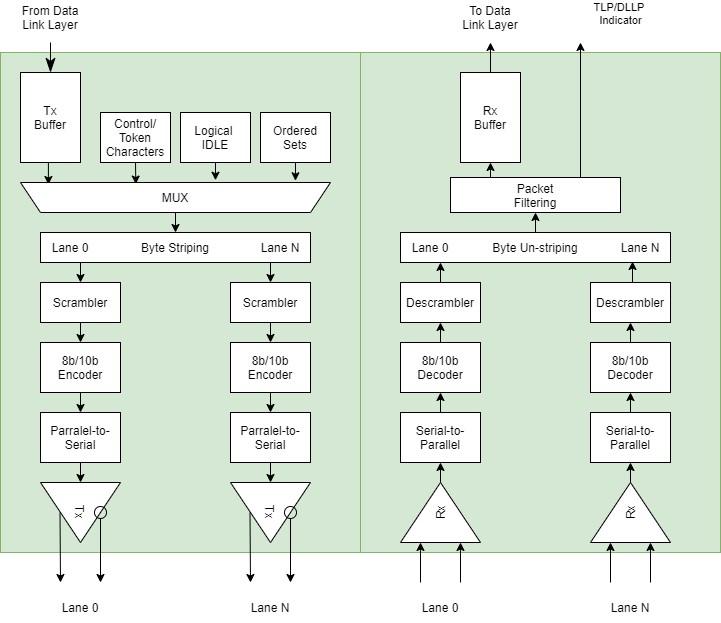 From Data
Link Layer
To Data
Link Layer
TLP/DLLP
Indicator
Tx
Buffer
Control/
Token
Characters
Logical
IDLE
Ordered
Sets
Rx
Buffer
MUX
Packet
Filtering
Lane 0 Byte Striping Lane N
Lane 0 Byte Un-striping Lane N
Scrambler
Scrambler
Descrambler
Descrambler
8b/10b
Encoder
8b/10b
Encoder
8b/10b
Decoder
8b/10b
Decoder
Parralel-to-
Serial
Parralel-to-
Serial
Serial-to-
Parallel
Serial-to-
Parallel
Tx
Tx
Rx
Rx
Lane 0
Lane N
Lane 0
Lane N